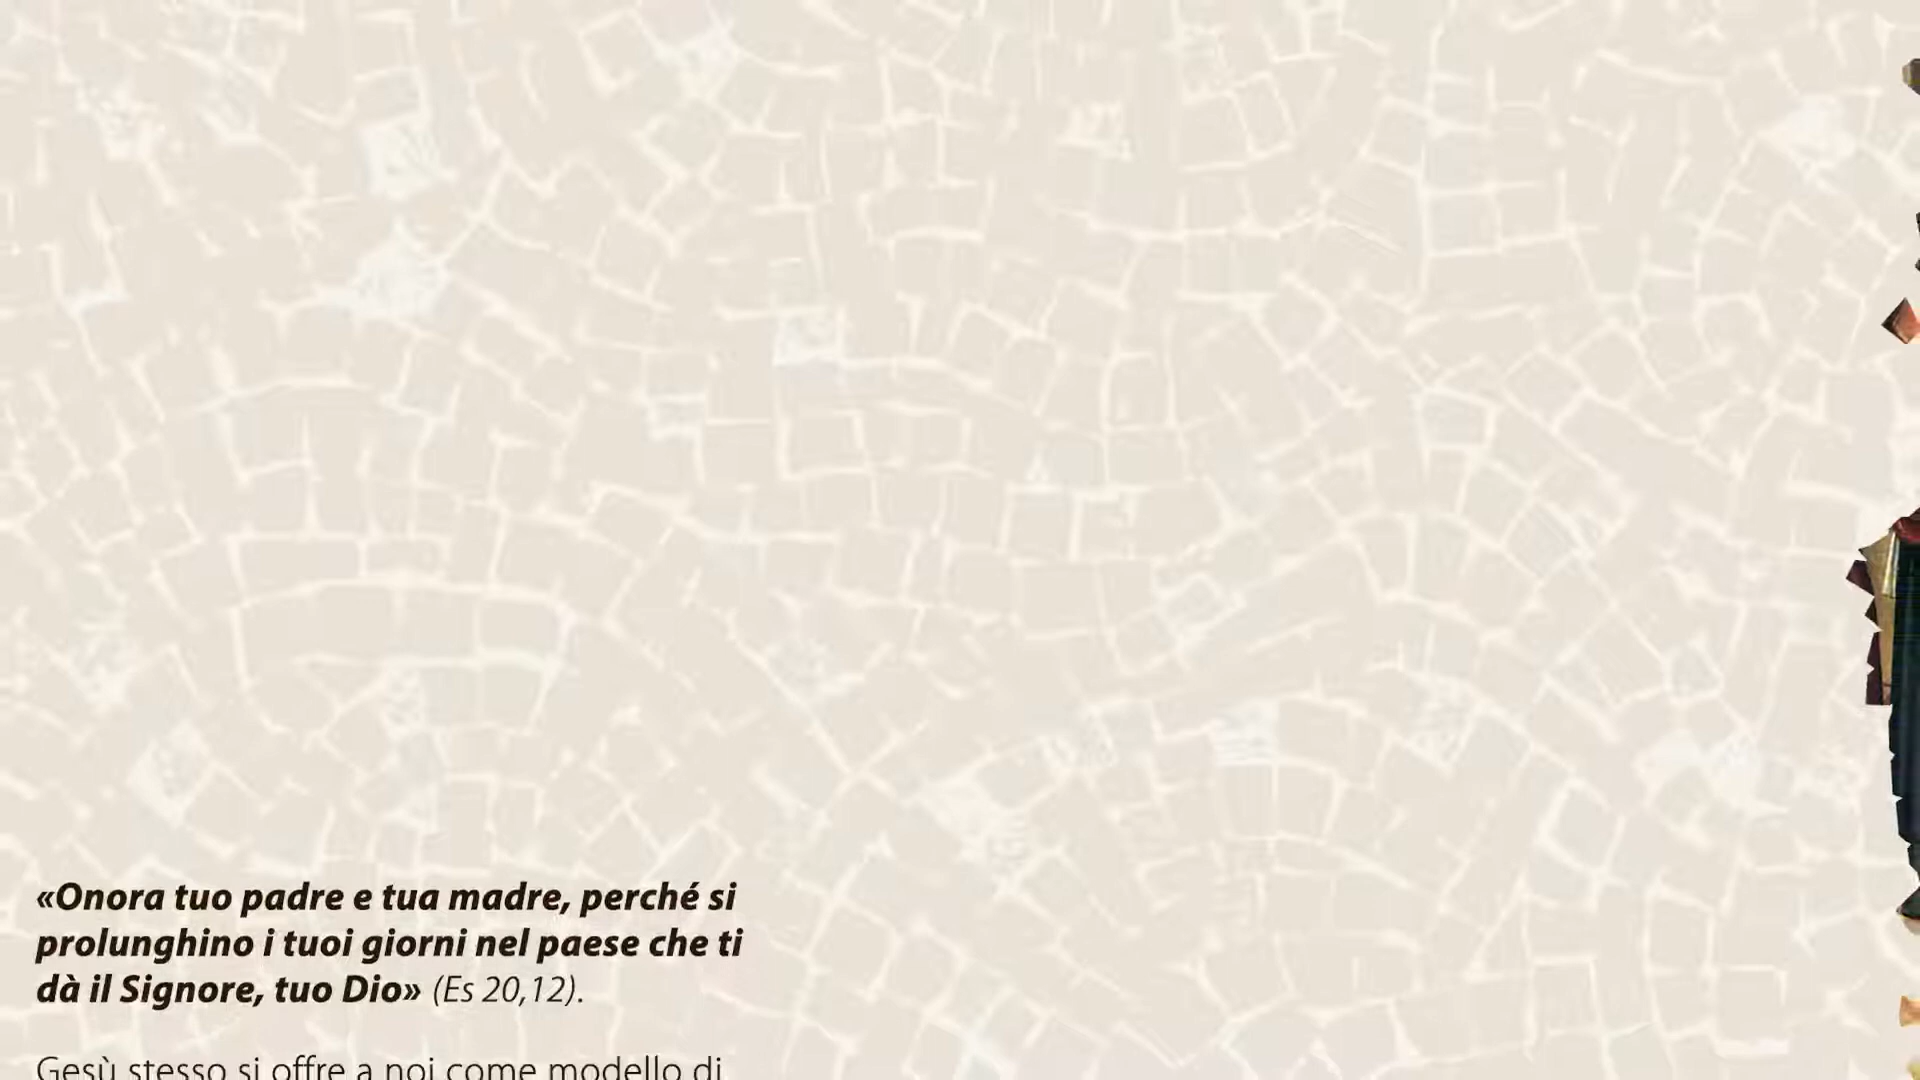 «Onora tuo padre e tua madre, perché si
prolunghino i tuoi giorni nel paese che ti
dà il Signore, tuo Dio» (Es 20,12).
Gesù stesso si offre a noi come modello di